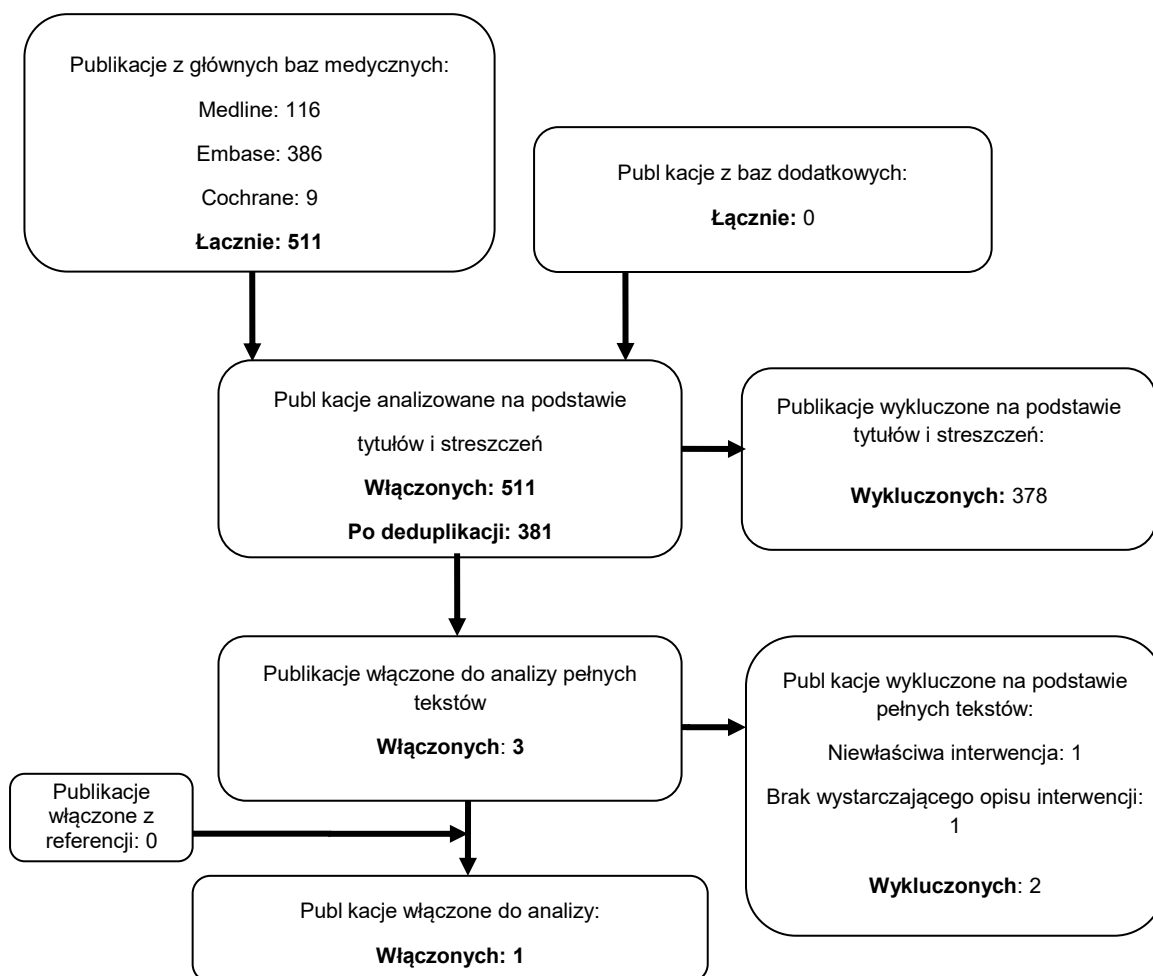 Publikacje z głównych baz medycznych:
Medline: 116
Embase: 386
Cochrane: 9
Łącznie: 511
Publ kacje z baz dodatkowych:
Łącznie: 0
Publ kacje analizowane na podstawie
tytułów i streszczeń
Włączonych: 511
Po deduplikacji: 381
Publikacje wykluczone na podstawie
tytułów i streszczeń:
Wykluczonych: 378
Publikacje włączone do analizy pełnych
tekstów
Włączonych: 3
Publ kacje wykluczone na podstawie
pełnych tekstów:
Niewłaściwa interwencja: 1
Brak wystarczającego opisu interwencji:
1
Wykluczonych: 2
Publikacje
włączone z
referencji: 0
Publ kacje włączone do analizy:
Włączonych: 1